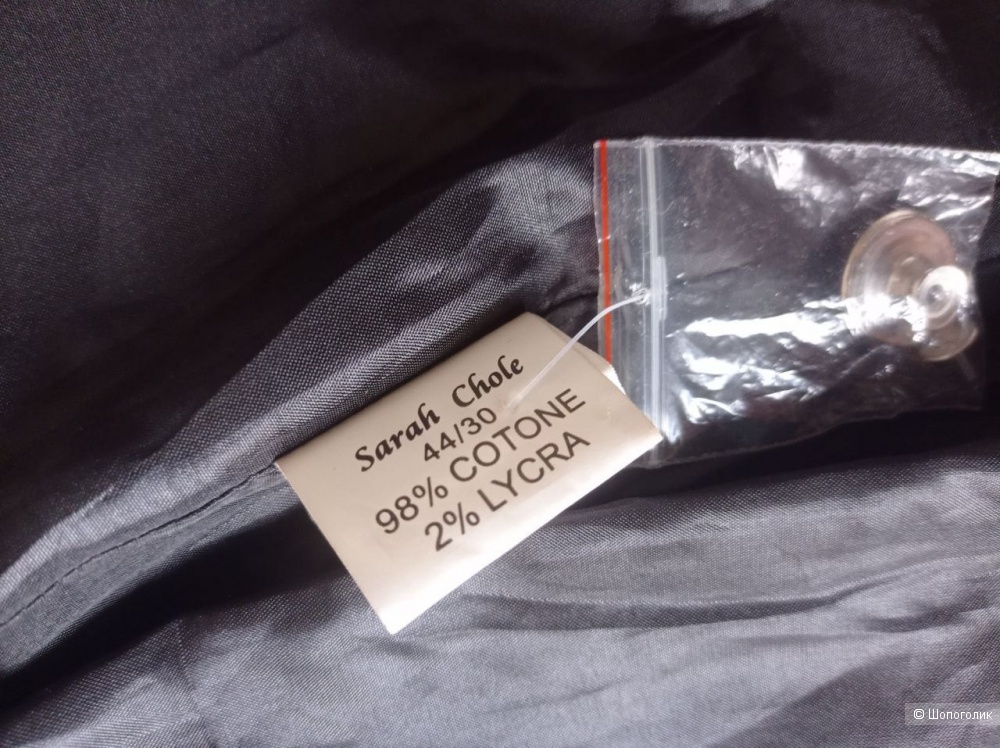 Sarah Chole
44/30
98% COTONE
2% LYCRA
© Шопоголик